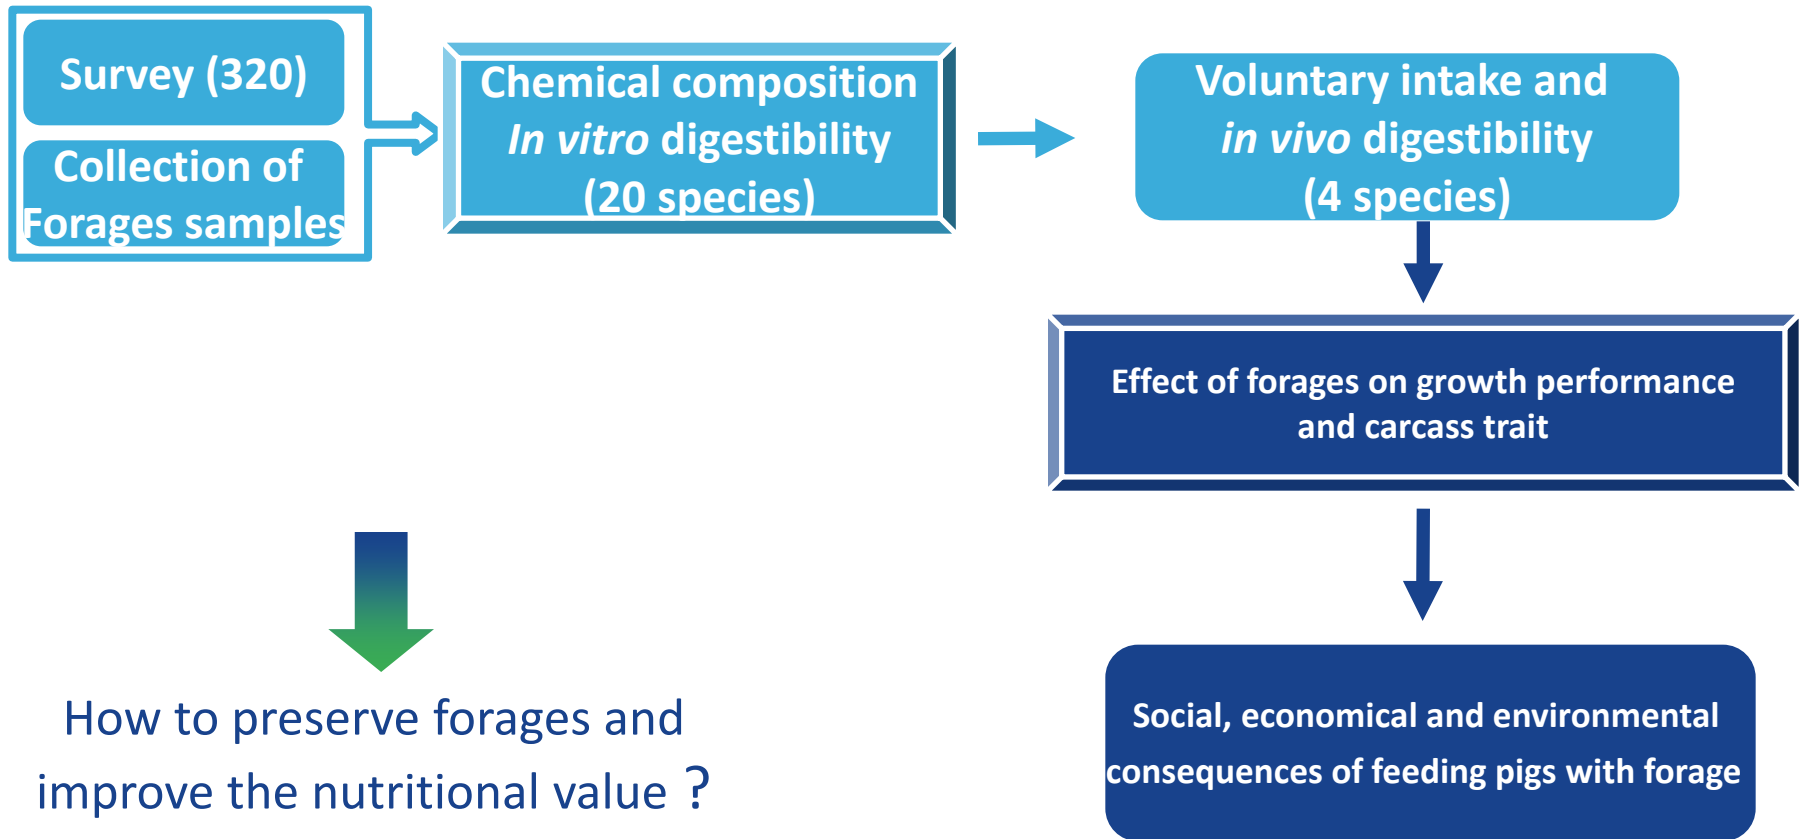 Survey (320)
Collection of
Forages samples
Chemical composition
In vitro digestibility
(20 species)
Voluntary intake and
in vivo digestibility
(4 species)
Effect of forages on growth performance
and carcass trait
Social, economical and environmental
consequences of feeding pigs with forage
How to preserve forages and
improve the nutritional value ?